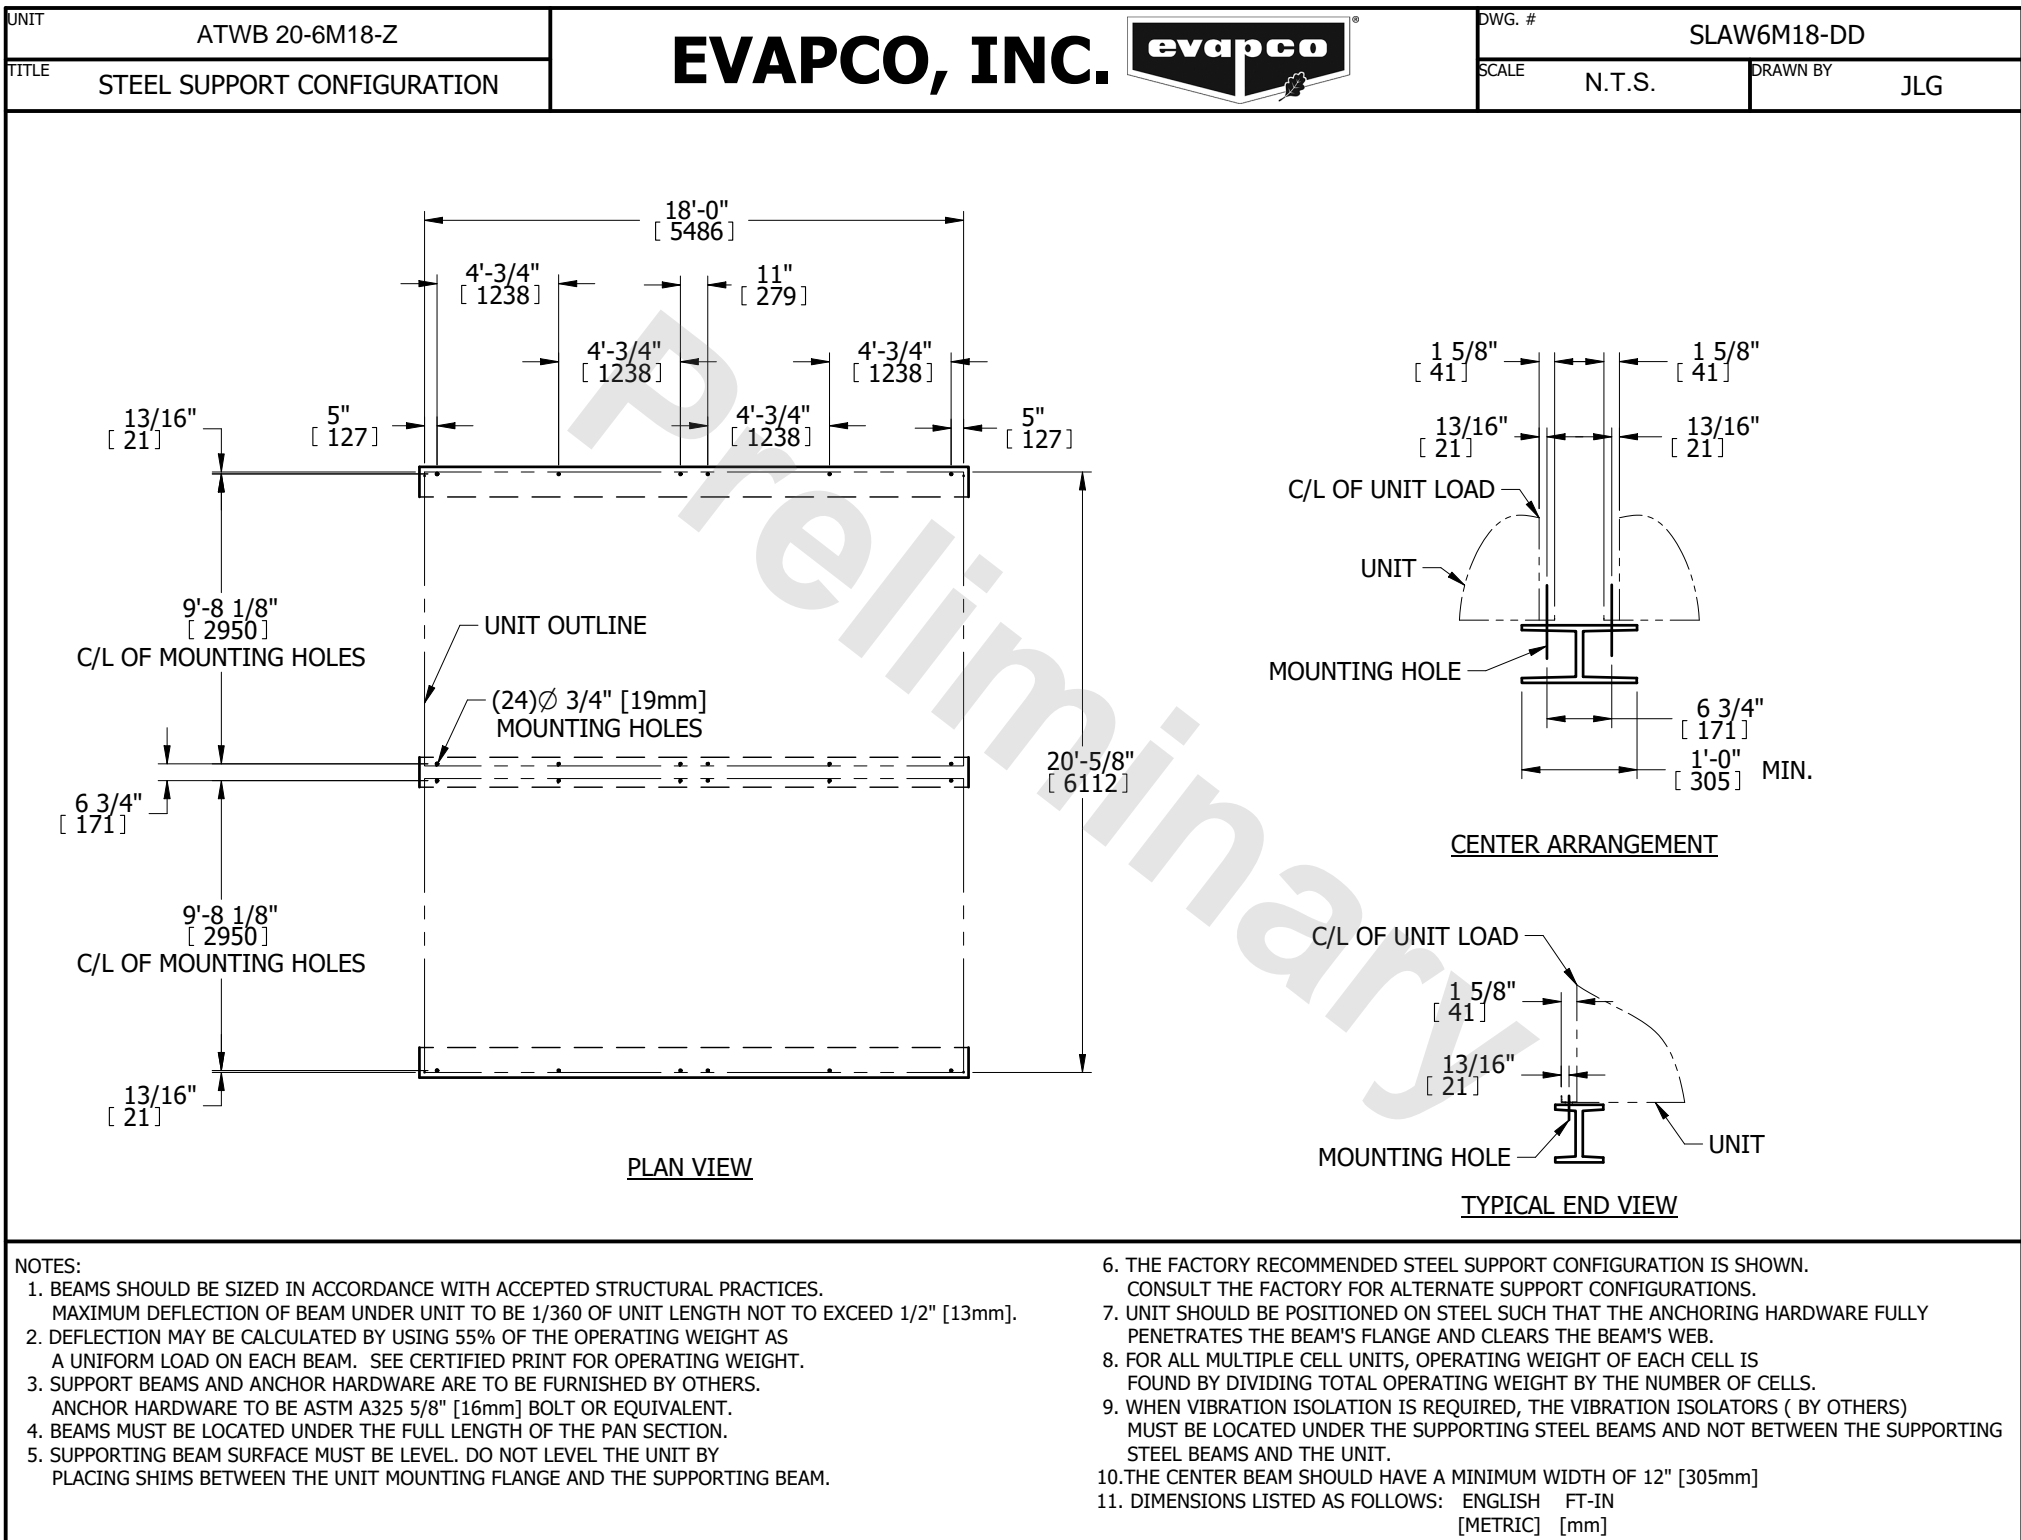 UNIT
ATWB 20-6M18-Z
TITLE
STEEL SUPPORT CONFIGURATION
EVAPCO, INC.
evapco
®
DWG. #
SLAW6M18-DD
SCALE
N.T.S.
DRAWN BY
JLG
18'-0"
[ 5486 ]
4'-3/4"
[ 1238 ]
11"
[ 279 ]
4'-3/4"
[ 1238 ]
4'-3/4"
[ 1238 ]
13/16"
[ 21 ]
5"
[ 127 ]
4'-3/4"
[ 1238 ]
5"
[ 127 ]
9'-8 1/8"
[ 2950 ]
C/L OF MOUNTING HOLES
UNIT OUTLINE
(24)Ø 3/4" [19mm]
MOUNTING HOLES
20'-5/8"
[ 6112 ]
6 3/4"
[ 171 ]
9'-8 1/8"
[ 2950 ]
C/L OF MOUNTING HOLES
13/16"
[ 21 ]
PLAN VIEW
1 5/8"
[ 41 ]
1 5/8"
[ 41 ]
13/16"
[ 21 ]
13/16"
[ 21 ]
C/L OF UNIT LOAD
UNIT
MOUNTING HOLE
6 3/4"
[ 171 ]
1'-0"
[ 305 ]
MIN.
CENTER ARRANGEMENT
C/L OF UNIT LOAD
1 5/8"
[ 41 ]
13/16"
[ 21 ]
MOUNTING HOLE
UNIT
TYPICAL END VIEW
Preliminary
NOTES:
1. BEAMS SHOULD BE SIZED IN ACCORDANCE WITH ACCEPTED STRUCTURAL PRACTICES.
MAXIMUM DEFLECTION OF BEAM UNDER UNIT TO BE 1/360 OF UNIT LENGTH NOT TO EXCEED 1/2" [13mm].
2. DEFLECTION MAY BE CALCULATED BY USING 55% OF THE OPERATING WEIGHT AS
A UNIFORM LOAD ON EACH BEAM. SEE CERTIFIED PRINT FOR OPERATING WEIGHT.
3. SUPPORT BEAMS AND ANCHOR HARDWARE ARE TO BE FURNISHED BY OTHERS.
ANCHOR HARDWARE TO BE ASTM A325 5/8" [16mm] BOLT OR EQUIVALENT.
4. BEAMS MUST BE LOCATED UNDER THE FULL LENGTH OF THE PAN SECTION.
5. SUPPORTING BEAM SURFACE MUST BE LEVEL. DO NOT LEVEL THE UNIT BY
PLACING SHIMS BETWEEN THE UNIT MOUNTING FLANGE AND THE SUPPORTING BEAM.
6. THE FACTORY RECOMMENDED STEEL SUPPORT CONFIGURATION IS SHOWN.
CONSULT THE FACTORY FOR ALTERNATE SUPPORT CONFIGURATIONS.
7. UNIT SHOULD BE POSITIONED ON STEEL SUCH THAT THE ANCHORING HARDWARE FULLY
PENETRATES THE BEAM'S FLANGE AND CLEARS THE BEAM'S WEB.
8. FOR ALL MULTIPLE CELL UNITS, OPERATING WEIGHT OF EACH CELL IS
FOUND BY DIVIDING TOTAL OPERATING WEIGHT BY THE NUMBER OF CELLS.
9. WHEN VIBRATION ISOLATION IS REQUIRED, THE VIBRATION ISOLATORS ( BY OTHERS)
MUST BE LOCATED UNDER THE SUPPORTING STEEL BEAMS AND NOT BETWEEN THE SUPPORTING
STEEL BEAMS AND THE UNIT.
10.THE CENTER BEAM SHOULD HAVE A MINIMUM WIDTH OF 12" [305mm]
11. DIMENSIONS LISTED AS FOLLOWS: ENGLISH FT-IN
[METRIC] [mm]